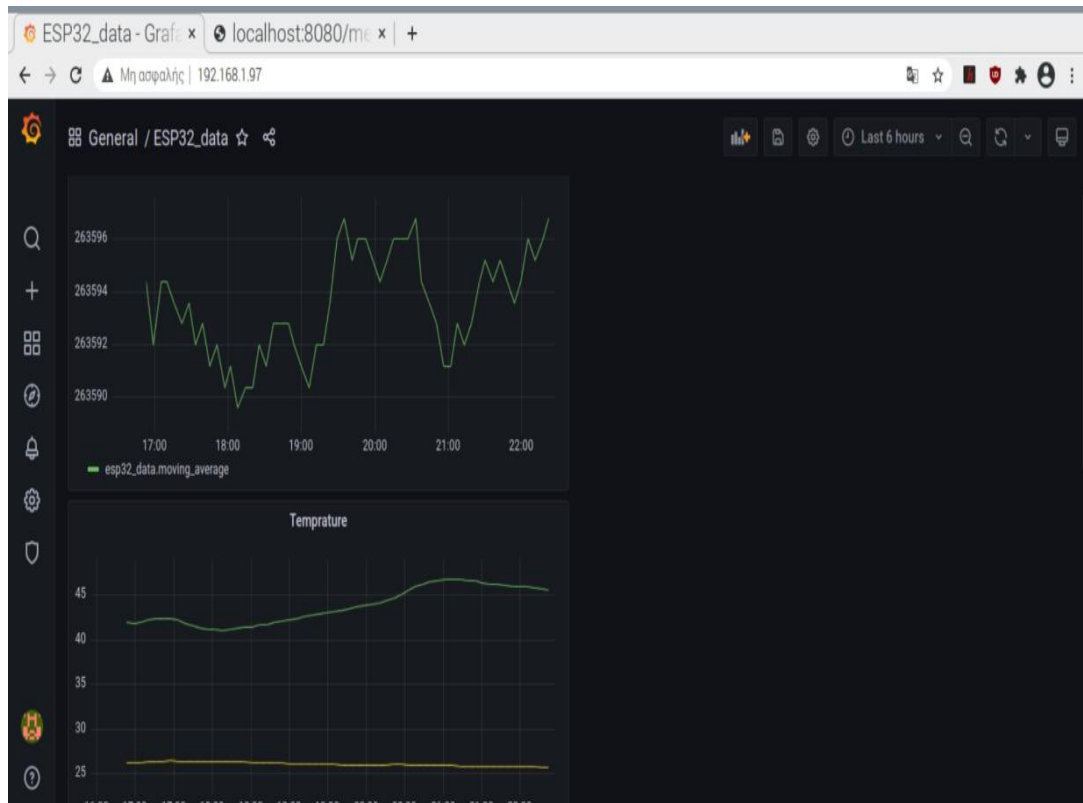 ESP32_data - Grafa
localhost:8080/me
Μη ασφαλής | 192.168.1.97
General / ESP32_data
Last 6 hours
263596
263594
263592
263590
17:00 18:00 19:00 20:00 21:00 22:00
esp32_data.moving_average
Temprature
45
40
35
30
25